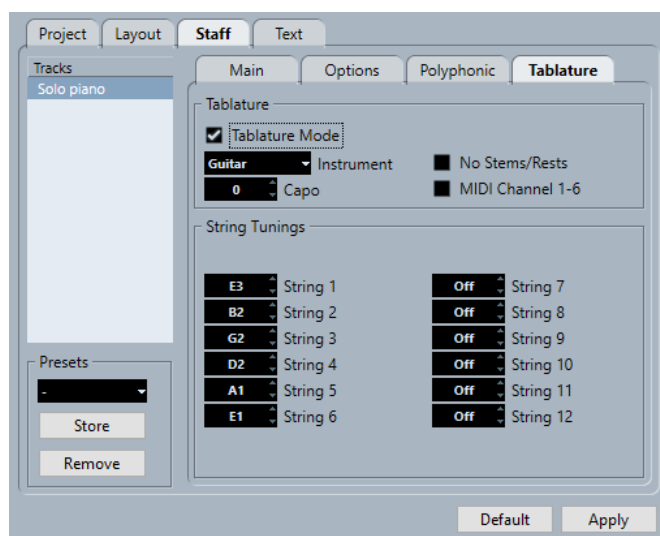 Project Layout Staff Text
Tracks
Solo piano
Main Options Polyphonic Tablature
Tablature
Tablature Mode
Guitar Instrument No Stems/Rests
0 Capo MIDI Channel 1-6
String Tunings
E3 String 1 Off String 7
B2 String 2 Off String 8
G2 String 3 Off String 9
D2 String 4 Off String 10
A1 String 5 Off String 11
E1 String 6 Off String 12
Presets
-
Store
Remove
Default Apply